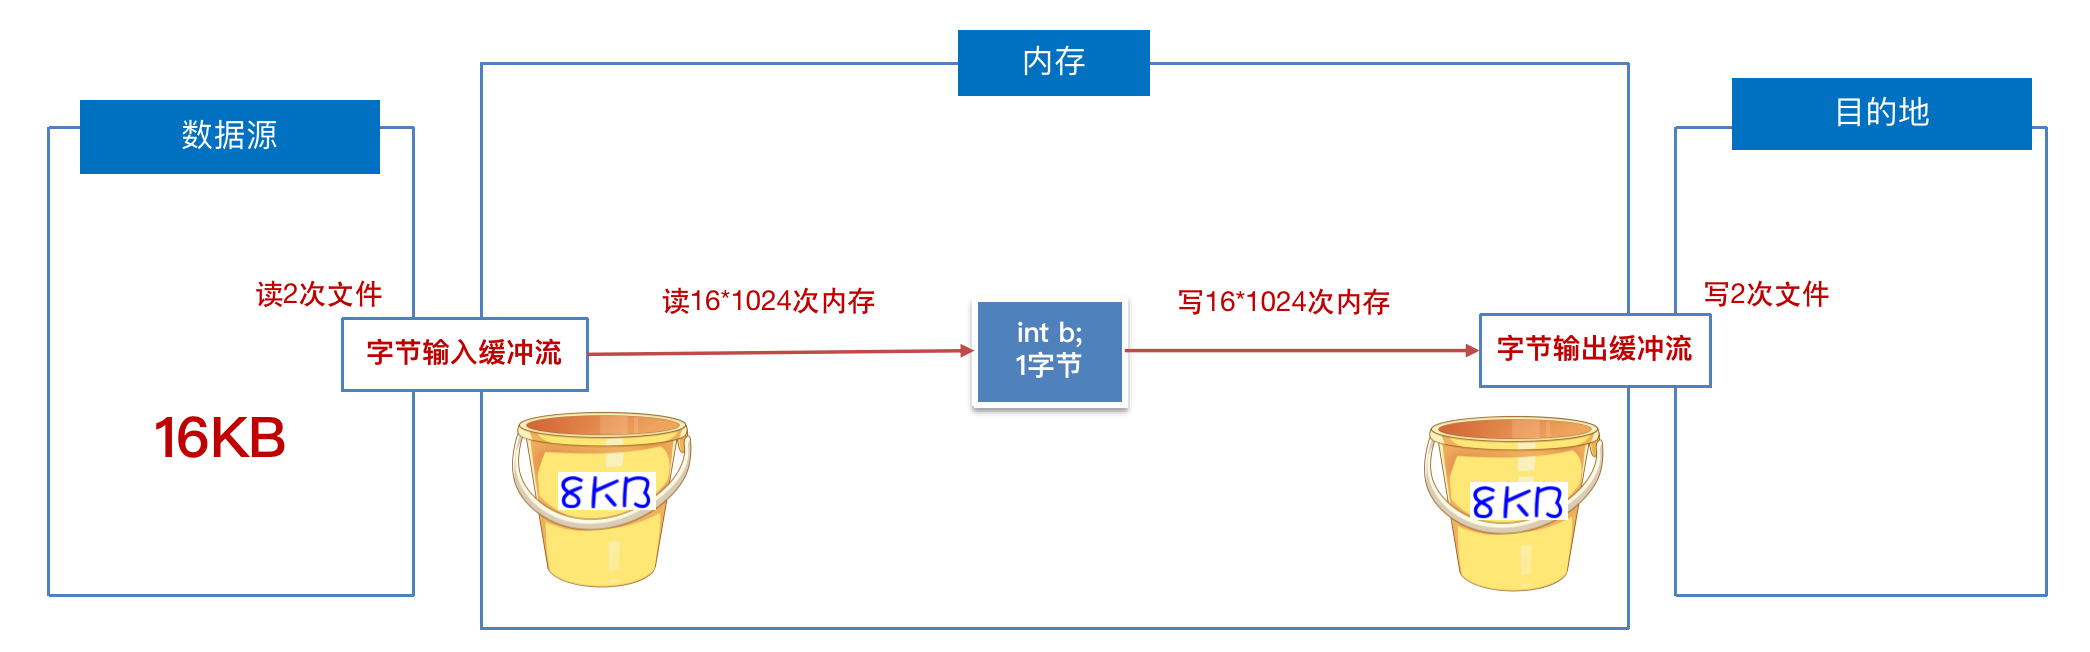 内存
数据源
目的地
读2次文件
读16*1024次内存
写16*1024次内存
写2次文件
字节输入缓冲流
int b;
1字节
字节输出缓冲流
16KB
8KB
8KB